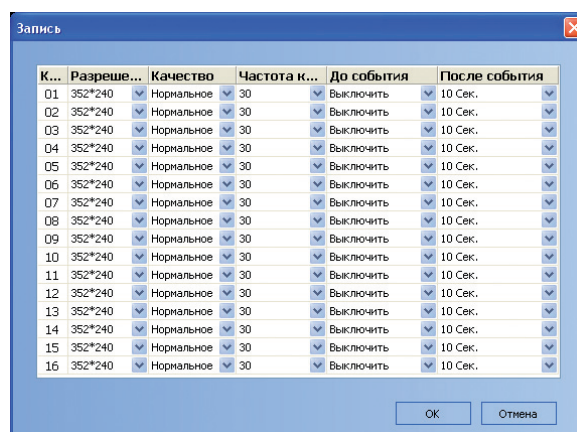 Запись
К... Разреше... Качество Частота к... До события После события
01 352*240 Нормальное 30 Выключить 10 Сек.
02 352*240 Нормальное 30 Выключить 10 Сек.
03 352*240 Нормальное 30 Выключить 10 Сек.
04 352*240 Нормальное 30 Выключить 10 Сек.
05 352*240 Нормальное 30 Выключить 10 Сек.
06 352*240 Нормальное 30 Выключить 10 Сек.
07 352*240 Нормальное 30 Выключить 10 Сек.
08 352*240 Нормальное 30 Выключить 10 Сек.
09 352*240 Нормальное 30 Выключить 10 Сек.
10 352*240 Нормальное 30 Выключить 10 Сек.
11 352*240 Нормальное 30 Выключить 10 Сек.
12 352*240 Нормальное 30 Выключить 10 Сек.
13 352*240 Нормальное 30 Выключить 10 Сек.
14 352*240 Нормальное 30 Выключить 10 Сек.
15 352*240 Нормальное 30 Выключить 10 Сек.
16 352*240 Нормальное 30 Выключить 10 Сек.
OK Отмена